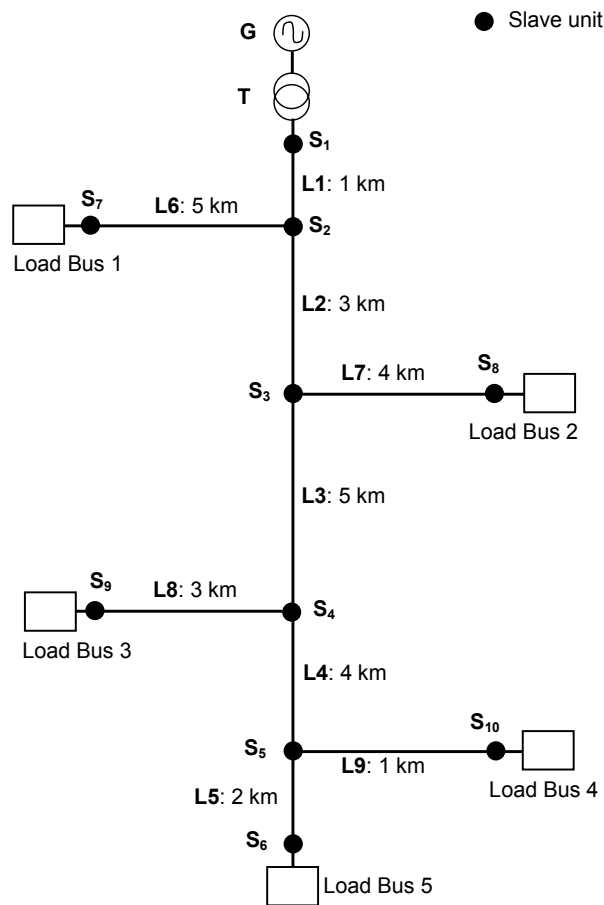 G
Slave unit
T
S₁
L1: 1 km
S₇
L6: 5 km
S₂
Load Bus 1
L2: 3 km
S₈
L7: 4 km
S₃
Load Bus 2
L3: 5 km
S₉
L8: 3 km
S₄
Load Bus 3
L4: 4 km
S₁₀
S₅
L9: 1 km
Load Bus 4
L5: 2 km
S₆
Load Bus 5